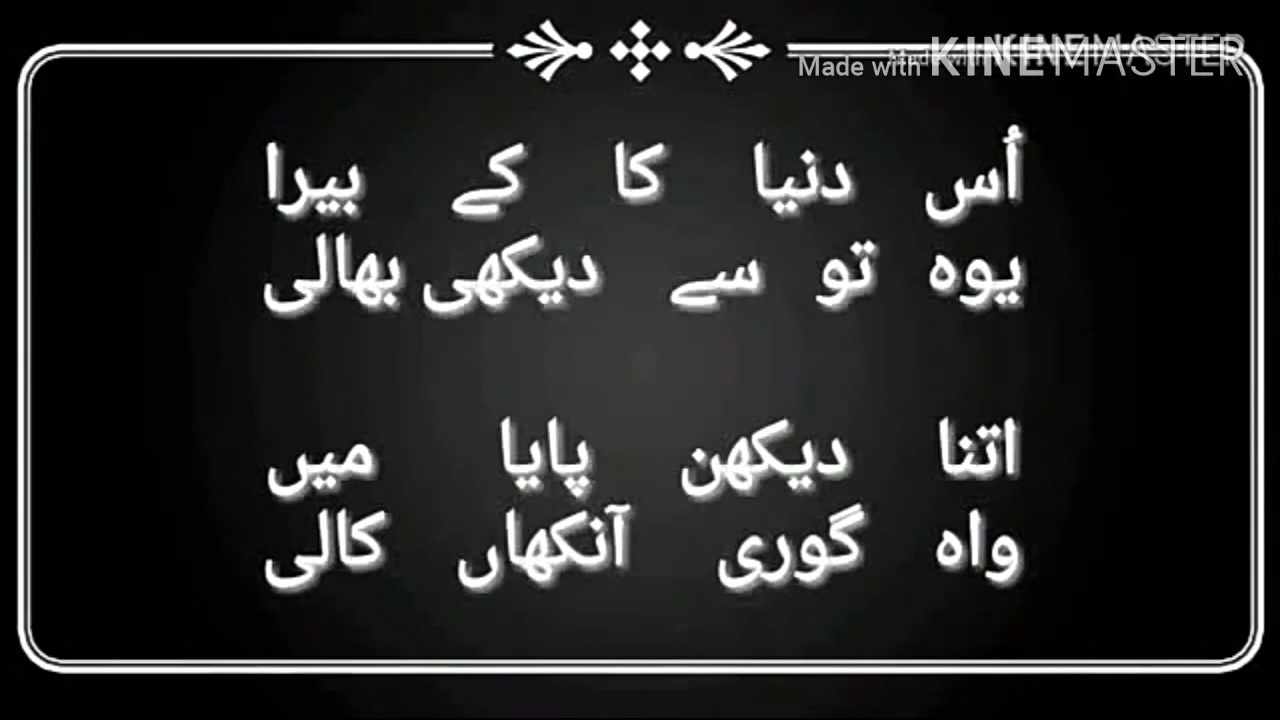 Made with KINEMASTER
اُس دنیا کا کے بیرا
یوہ تو سے دیکھی بھالی
اتنا دیکھن پایا میں
واہ گوری آنکھاں کالی